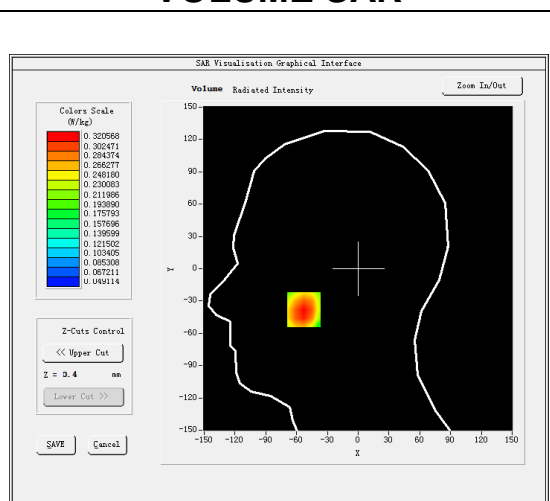 VOLUME SAR
SAR Visualisation Graphical Interface
Volume Radiated Intensity
Zoom In/Out
Colors Scale
(W/kg)
0.320568
0.302471
0.284374
0.266277
0.248180
0.230083
0.211986
0.193890
0.175793
0.157696
0.139599
0.121502
0.103405
0.085308
0.067211
0.049114
Z-Cuts Control
<< Upper Cut
Z = 0.4 mm
Lower Cut >>
SAVE Cancel
150
120
90
60
30
0
-30
-60
-90
-120
-150
Y
-150 -120 -90 -60 -30 0 30 60 90 120 150
X